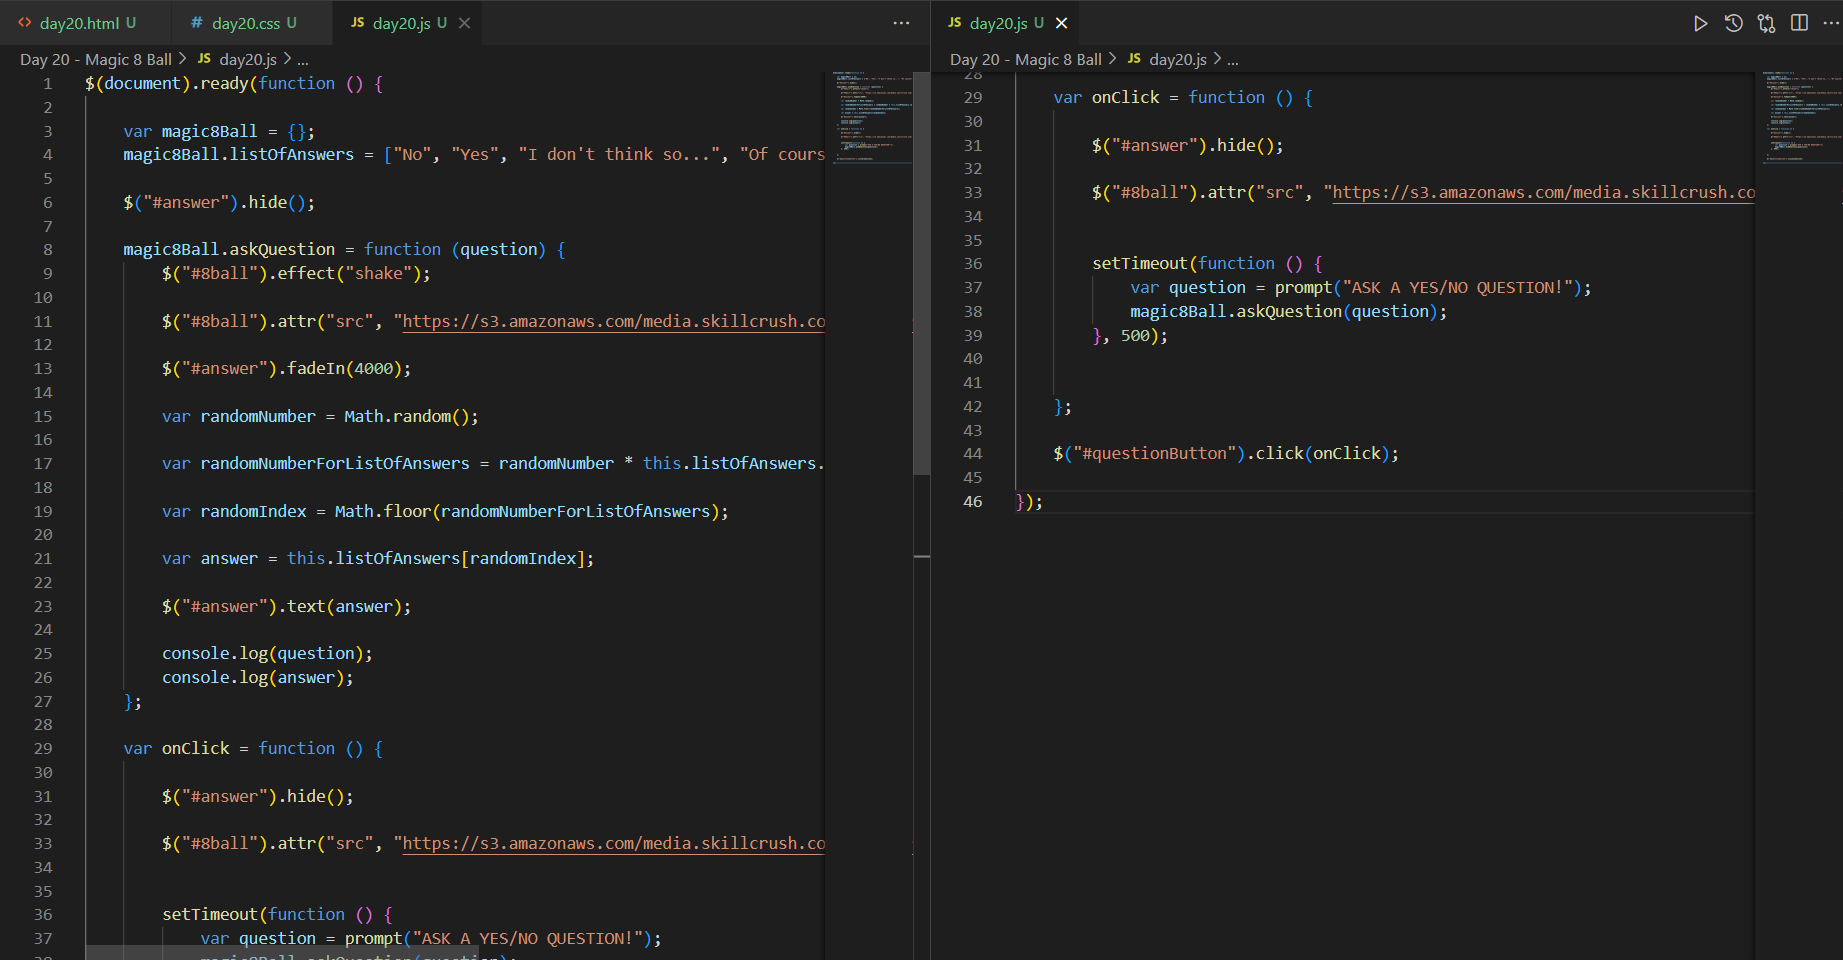 day20.html U
# day20.css U
JS day20.js U
Day 20 - Magic 8 Ball > JS day20.js > ...
1 $(document).ready(function () {
2
3 var magic8Ball = {};
4 magic8Ball.listOfAnswers = ["No", "Yes", "I don't think so...", "Of cours
5
6 $("#answer").hide();
7
8 magic8Ball.askQuestion = function (question) {
9 $("#8ball").effect("shake");
10
11 $("#8ball").attr("src", "https://s3.amazonaws.com/media.skillcrush.co
12
13 $("#answer").fadeIn(4000);
14
15 var randomNumber = Math.random();
16
17 var randomNumberForListOfAnswers = randomNumber * this.listOfAnswers.
18
19 var randomIndex = Math.floor(randomNumberForListOfAnswers);
20
21 var answer = this.listOfAnswers[randomIndex];
22
23 $("#answer").text(answer);
24
25 console.log(question);
26 console.log(answer);
27 };
28
29 var onClick = function () {
30
31 $("#answer").hide();
32
33 $("#8ball").attr("src", "https://s3.amazonaws.com/media.skillcrush.co
34
35
36 setTimeout(function () {
37 var question = prompt("ASK A YES/NO QUESTION!");
38 magic8Ball.askQuestion(question);
JS day20.js U
Day 20 - Magic 8 Ball > JS day20.js > ...
28
29 var onClick = function () {
30
31 $("#answer").hide();
32
33 $("#8ball").attr("src", "https://s3.amazonaws.com/media.skillcrush.co
34
35
36 setTimeout(function () {
37 var question = prompt("ASK A YES/NO QUESTION!");
38 magic8Ball.askQuestion(question);
39 }, 500);
40
41
42 };
43
44 $("#questionButton").click(onClick);
45
46 });